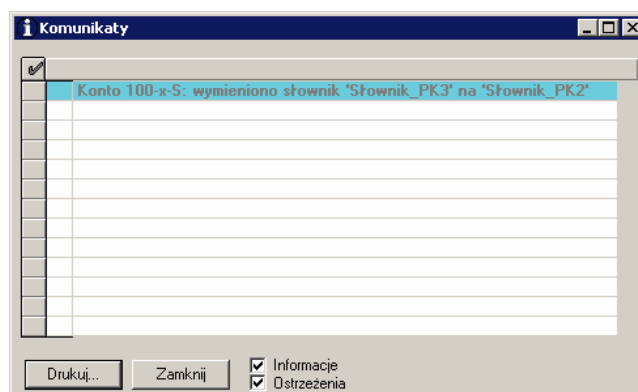 Komunikaty
Konto 100-x-S: wymieniono słownik 'Słownik_PK3' na 'Słownik_PK2'
Drukuj...
Zamknij
Informacje
Ostrzeżenia